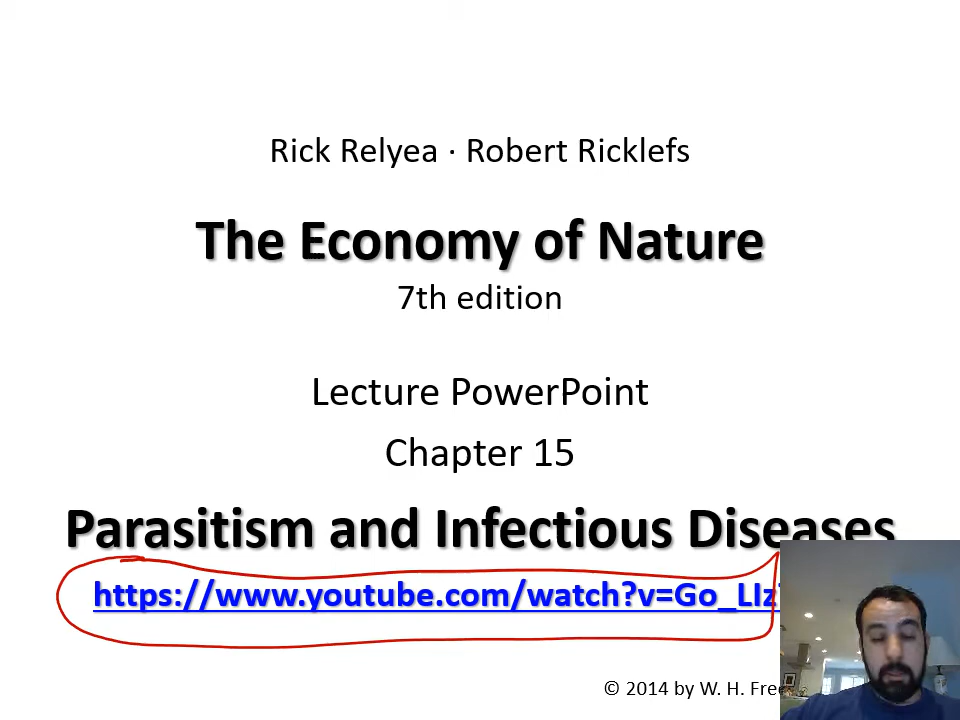 Rick Relyea · Robert Ricklefs
The Economy of Nature
7th edition
Lecture PowerPoint
Chapter 15
Parasitism and Infectious Diseases
https://www.youtube.com/watch?v=Go_LIz
© 2014 by W. H. Free